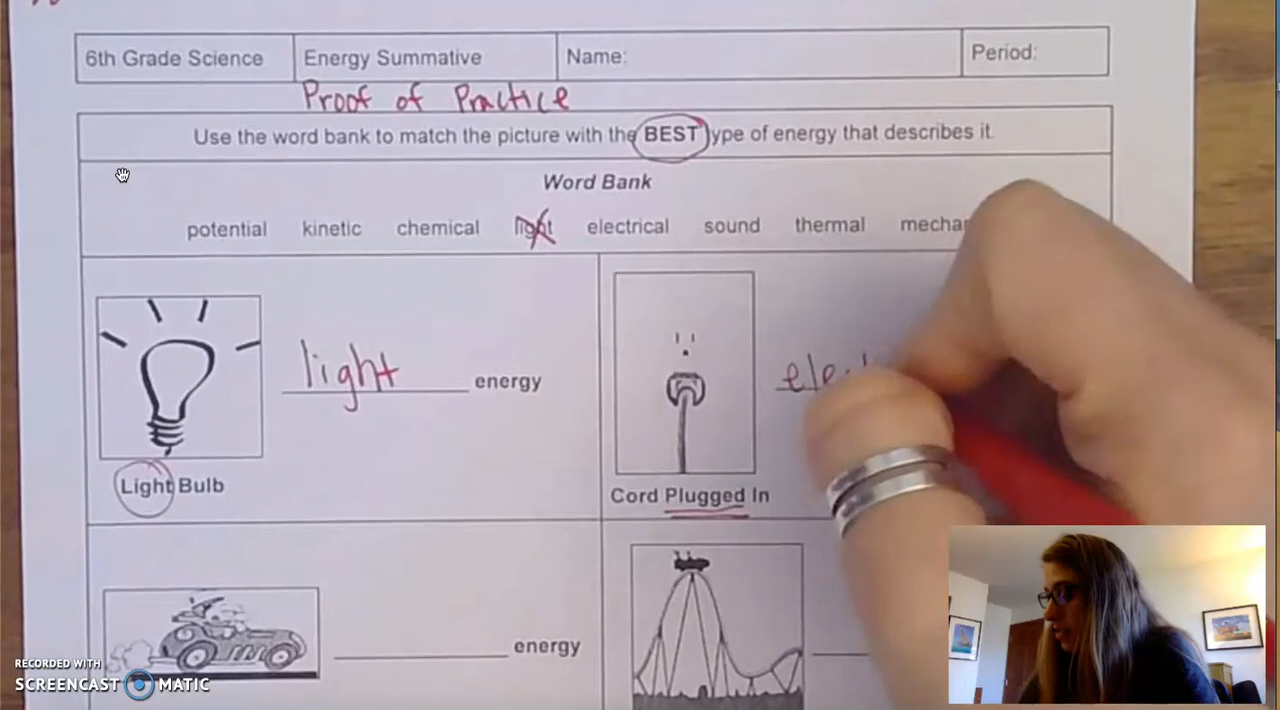 6th Grade Science Energy Summative Name: Period:
Proof of Practice
Use the word bank to match the picture with the BEST type of energy that describes it.
Word Bank
potential kinetic chemical light electrical sound thermal mechan
light energy
Light Bulb
ele
Cord Plugged In
energy
RECORDED WITH
SCREENCAST MATIC